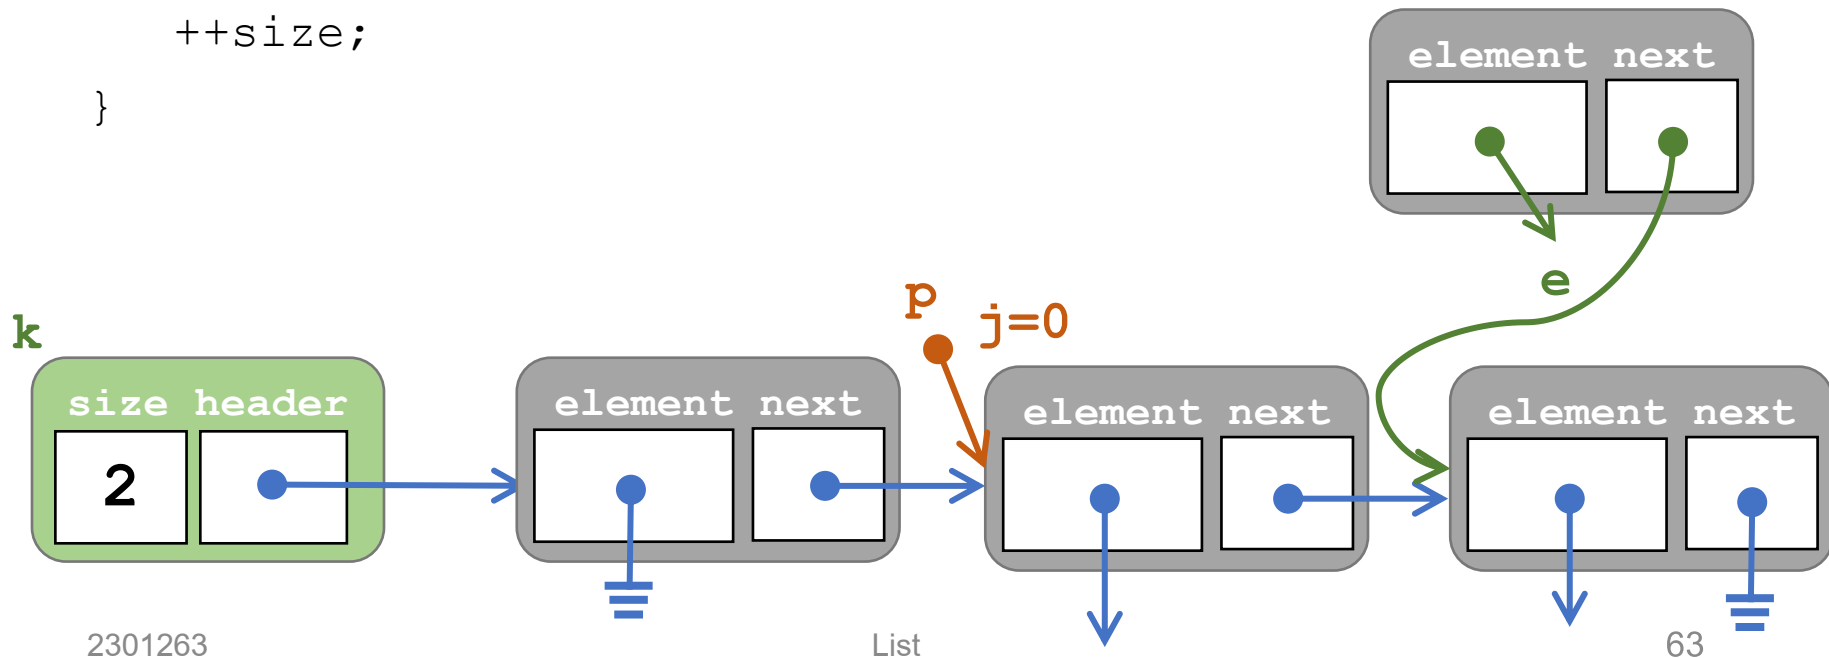 ++size;
}
element next
e
p
j=0
k
size header
element next
element next
element next
2
2301263
List
63